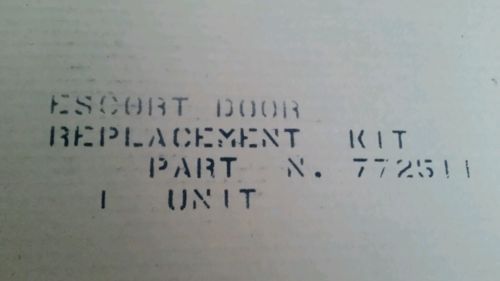 ESCORT DOOR
REPLACEMENT KIT
PART N. 772511
1 UNIT